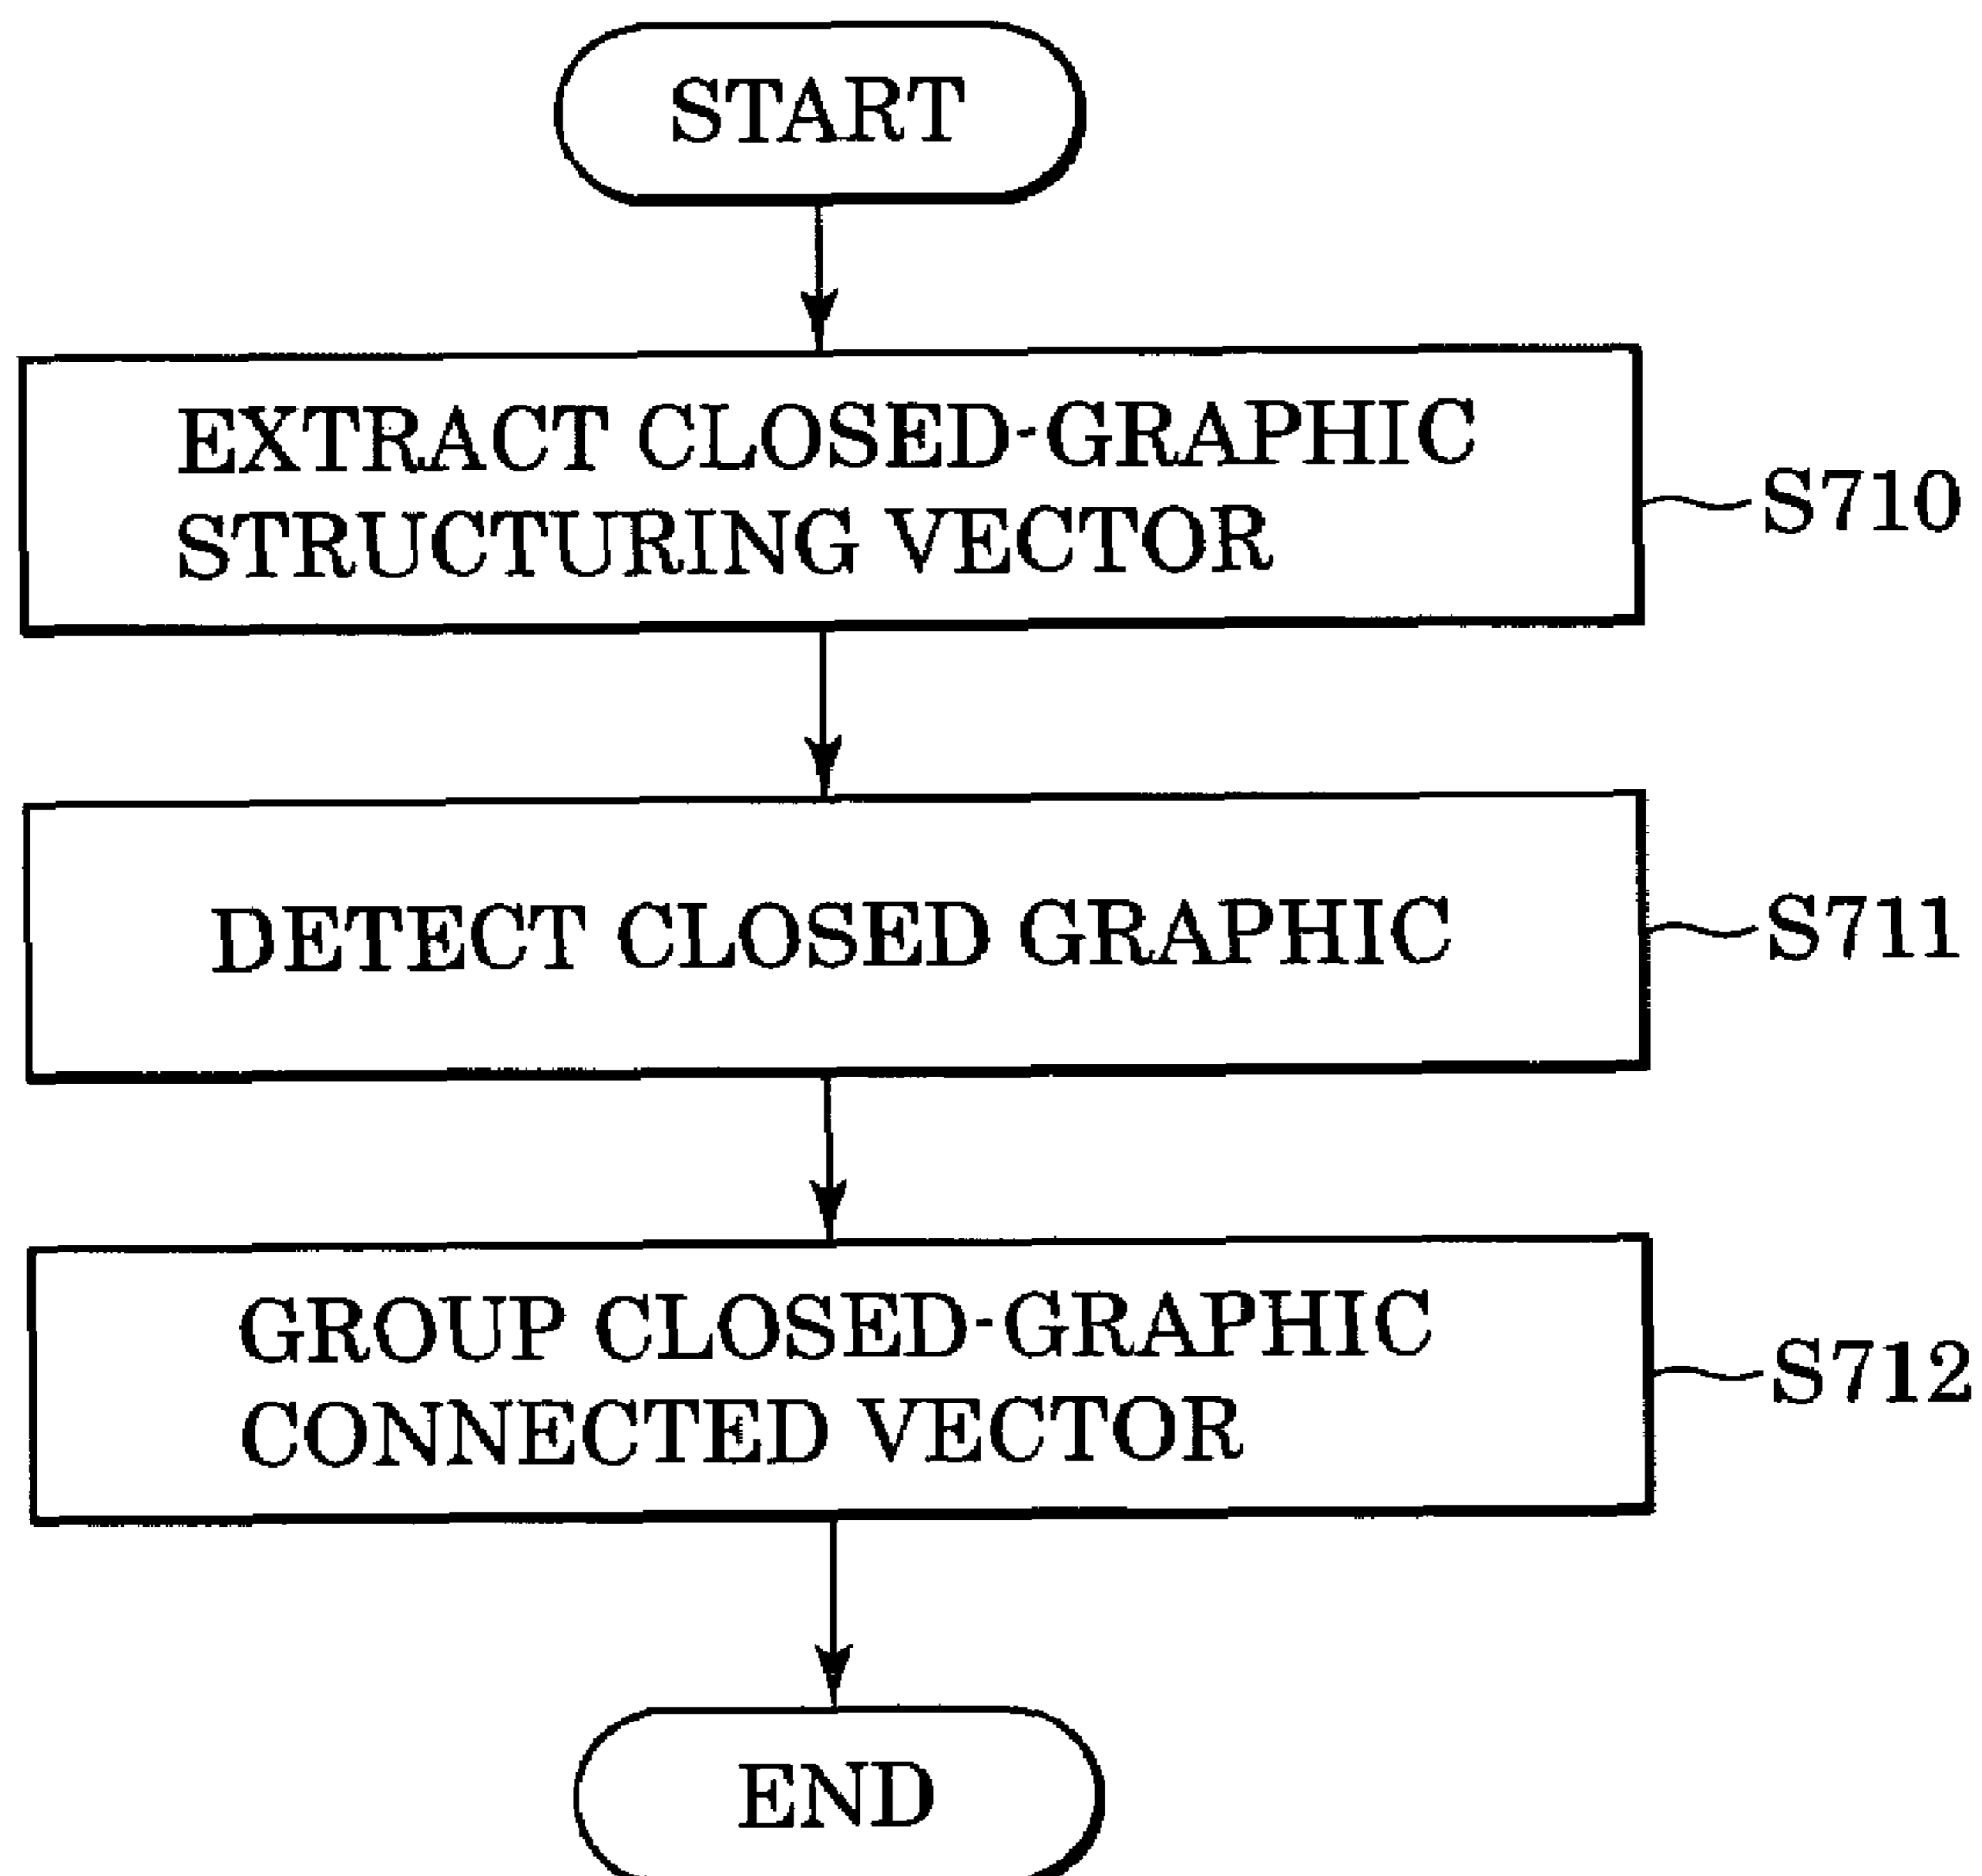 START
EXTRACT CLOSED-GRAPHIC
STRUCTURING VECTOR
S710
DETECT CLOSED GRAPHIC
S711
GROUP CLOSED-GRAPHIC
CONNECTED VECTOR
S712
END